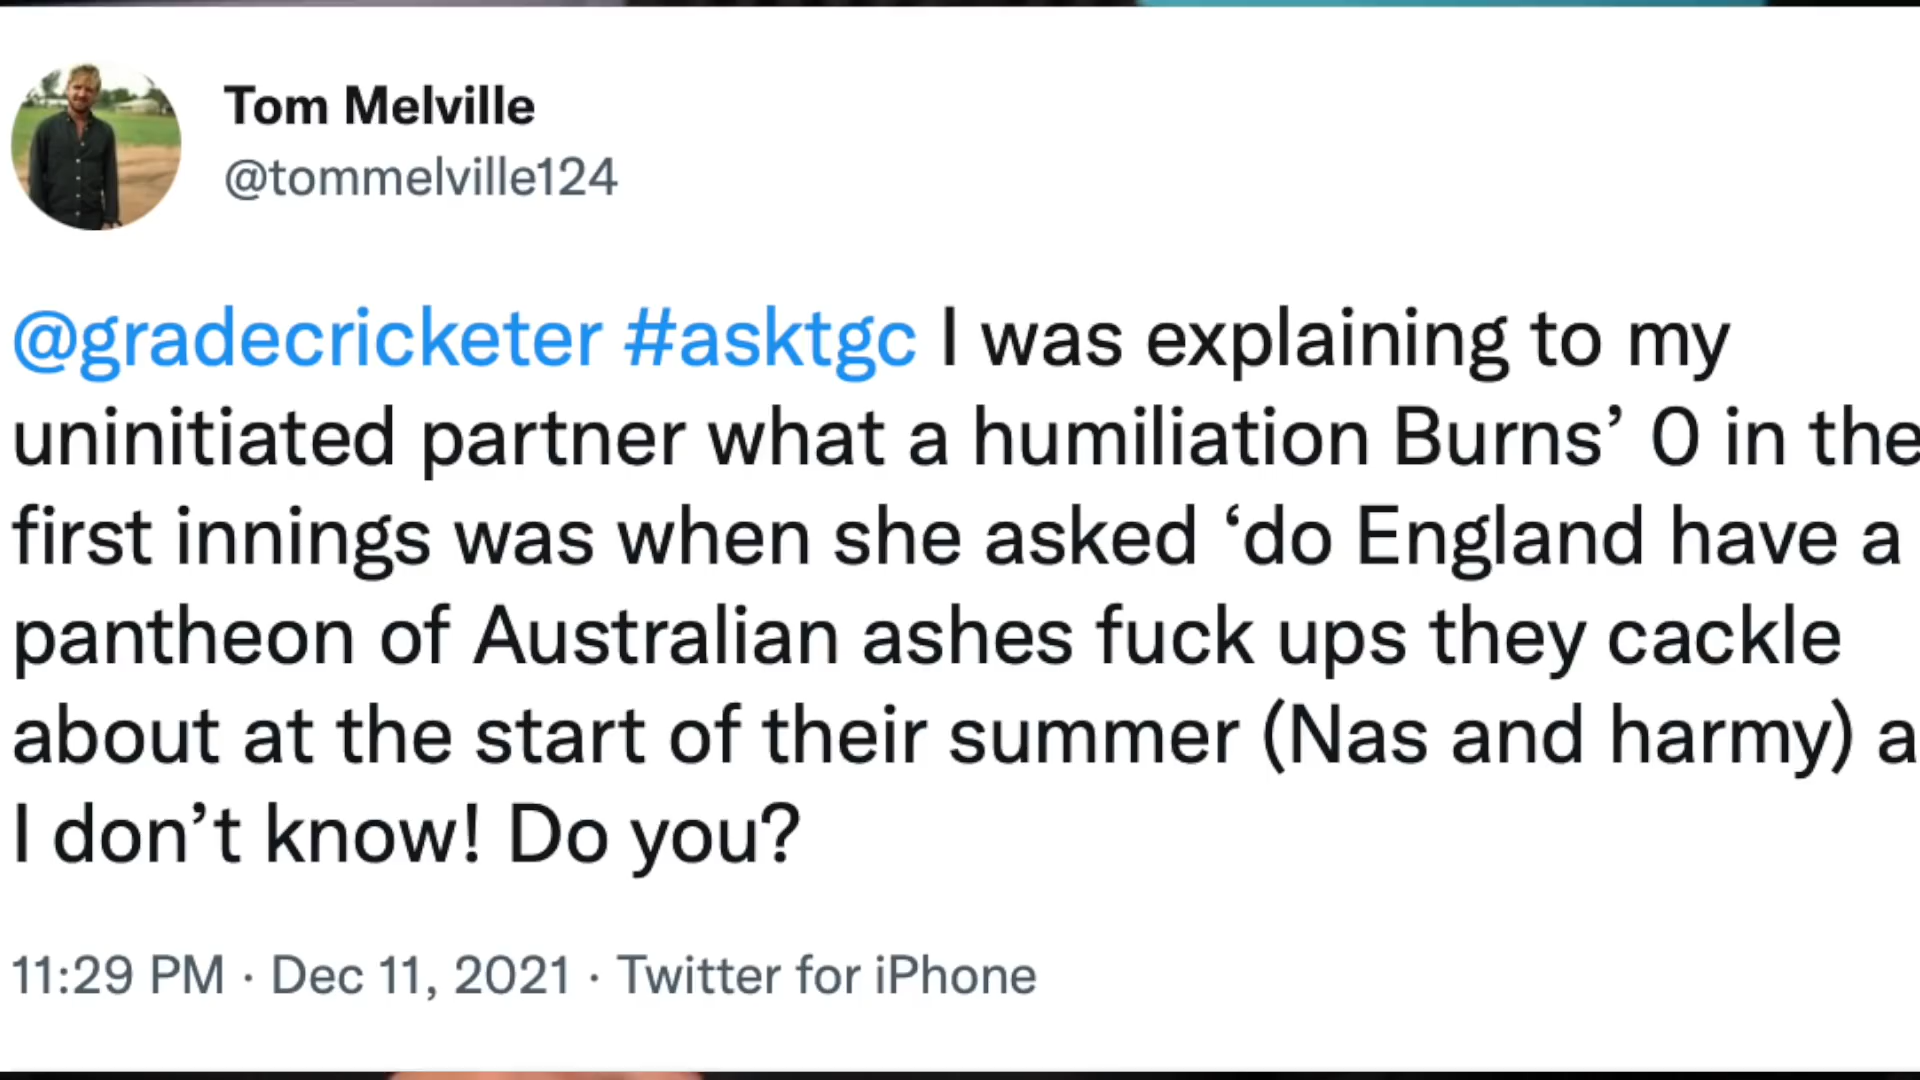 Tom Melville
@tommelville124
@gradecricketer #asktgc I was explaining to my
uninitiated partner what a humiliation Burns’ 0 in the
first innings was when she asked ‘do England have a
pantheon of Australian ashes fuck ups they cackle
about at the start of their summer (Nas and harmy)
I don’t know! Do you?
11:29 PM · Dec 11, 2021 · Twitter for iPhone